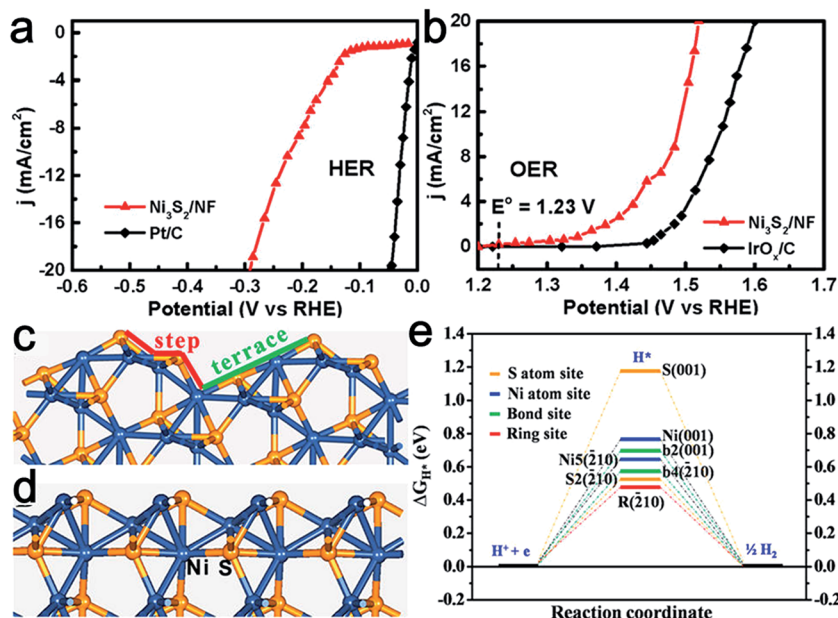 a
j (mA/cm²)
0
-4
-8
-12
-16
-20
HER
Ni₃S₂/NF
Pt/C
-0.6 -0.5 -0.4 -0.3 -0.2 -0.1 0.0
Potential (V vs RHE)
b
j (mA/cm²)
20
16
12
8
4
0
OER
E° = 1.23 V
Ni₃S₂/NF
IrOₓ/C
1.2 1.3 1.4 1.5 1.6 1.7
Potential (V vs RHE)
c
step
terrace
d
Ni S
e
ΔG_H* (eV)
1.4 1.4
1.2 1.2
1.0 1.0
0.8 0.8
0.6 0.6
0.4 0.4
0.2 0.2
0.0 0.0
-0.2 -0.2
S atom site
Ni atom site
Bond site
Ring site
H*
S(001)
Ni(001)
b2(001)
Ni5(2̄10)
b4(2̄10)
S2(2̄10)
R(2̄10)
H⁺ + e
½ H₂
Reaction coordinate